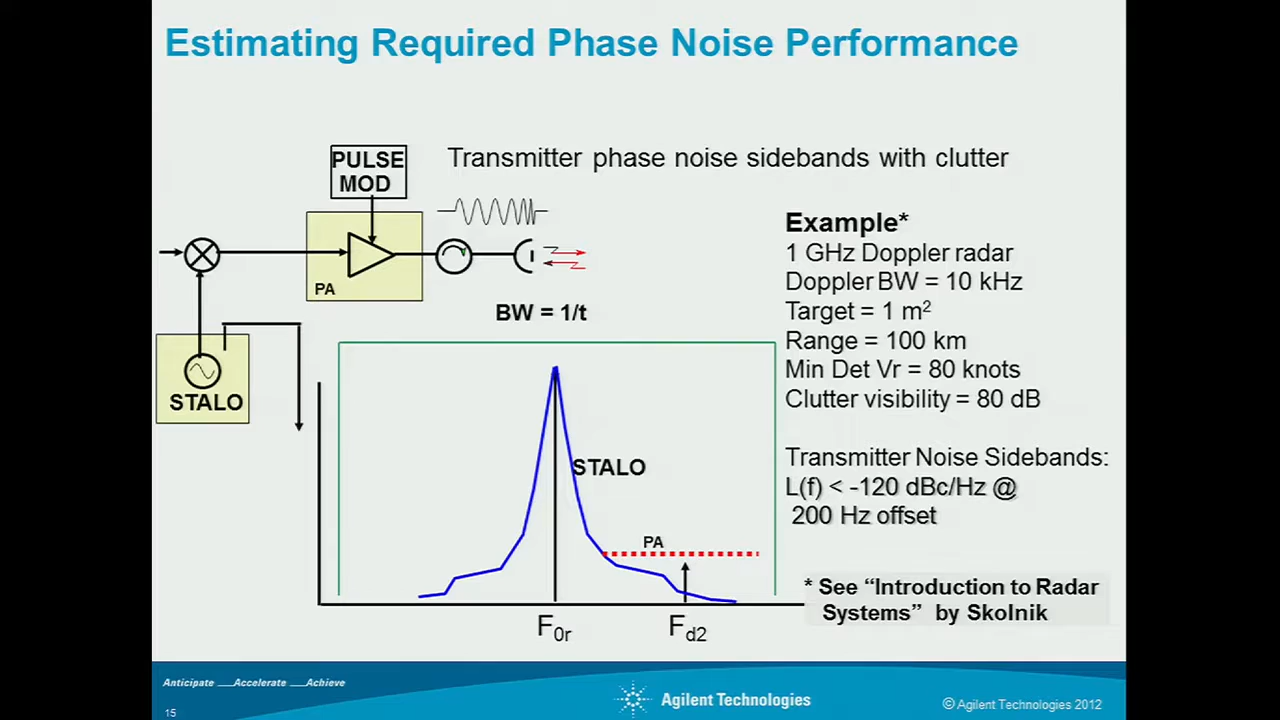 Estimating Required Phase Noise Performance
PULSE
MOD
Transmitter phase noise sidebands with clutter
PA
BW = 1/t
STALO
STALO
PA
F0r
Fd2
Example*
1 GHz Doppler radar
Doppler BW = 10 kHz
Target = 1 m²
Range = 100 km
Min Det Vr = 80 knots
Clutter visibility = 80 dB
Transmitter Noise Sidebands:
L(f) < -120 dBc/Hz @
200 Hz offset
* See “Introduction to Radar
Systems” by Skolnik
Anticipate __Accelerate __Achieve
Agilent Technologies
© Agilent Technologies 2012
15